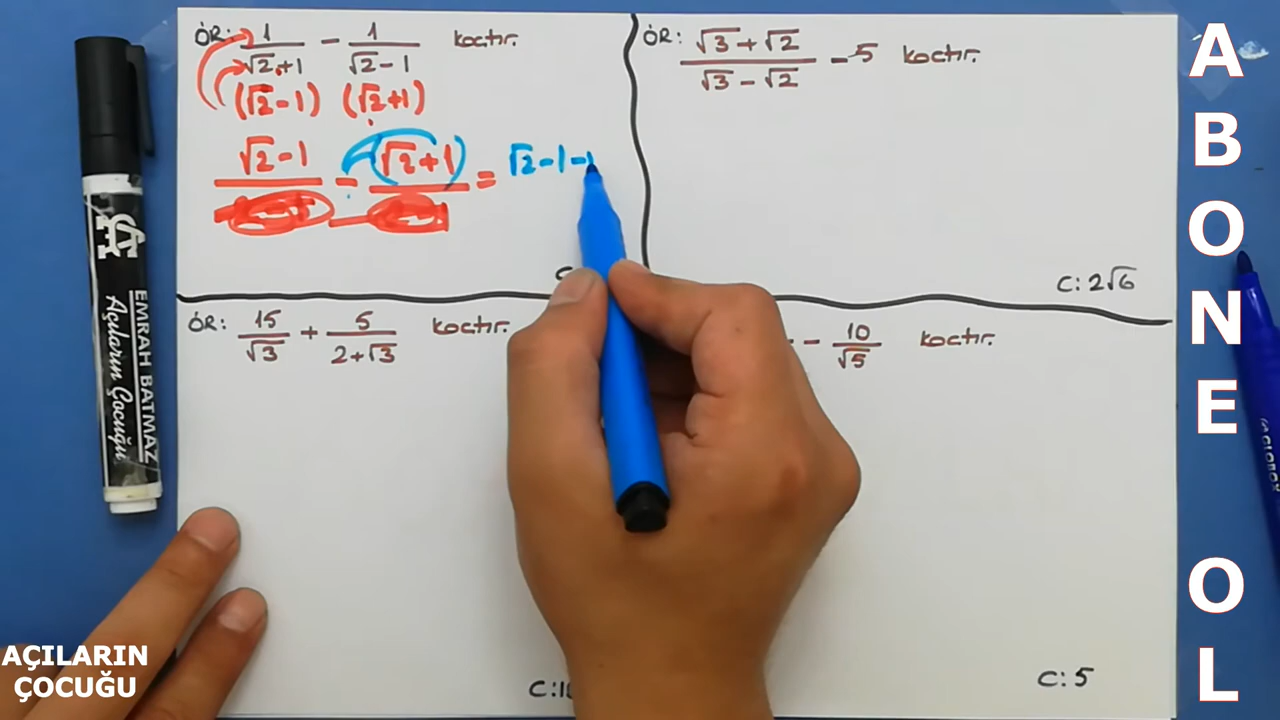 ÖR: 1/(√2+1) − 1/(√2−1) kaçtır.
(√2−1) (√2+1)
(√2−1)/ − (√2+1)/ = √2−1−
ÖR: (√3+√2)/(√3−√2) − 5 kaçtır.
C: 2√6
ÖR: 15/√3 + 5/(2+√3) kaçtır.
− 10/√5 kaçtır.
C: 5
EMRAH BATMAZ
Açıların Çocuğu
AÇILARIN
ÇOCUĞU
ABONE
OL